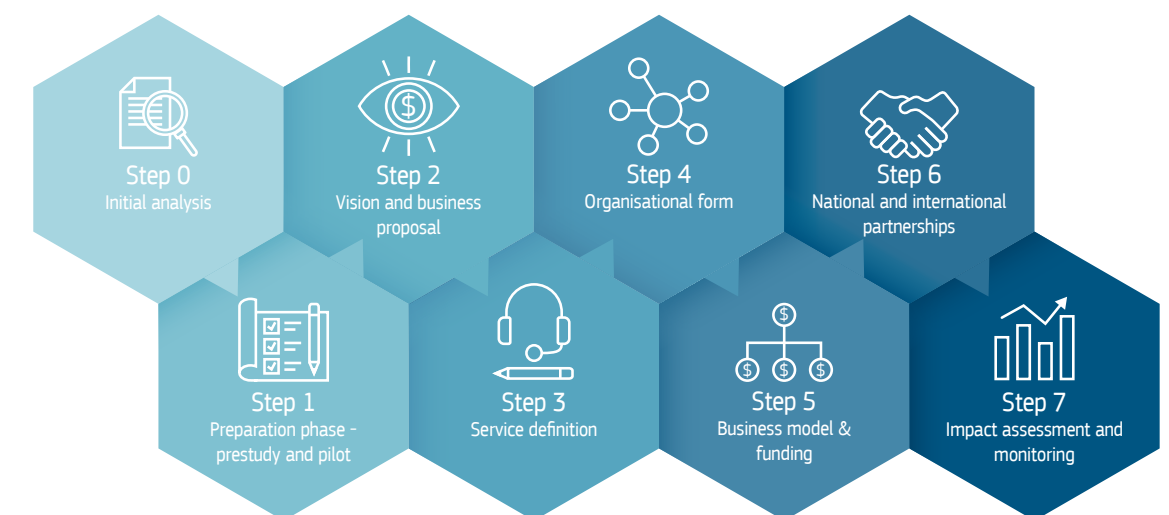 Step 0
Initial analysis
Step 1
Preparation phase -
prestudy and pilot
$
Step 2
Vision and business
proposal
Step 3
Service definition
Step 4
Organisational form
$
$ $ $
Step 5
Business model &
funding
Step 6
National and international
partnerships
Step 7
Impact assessment and
monitoring